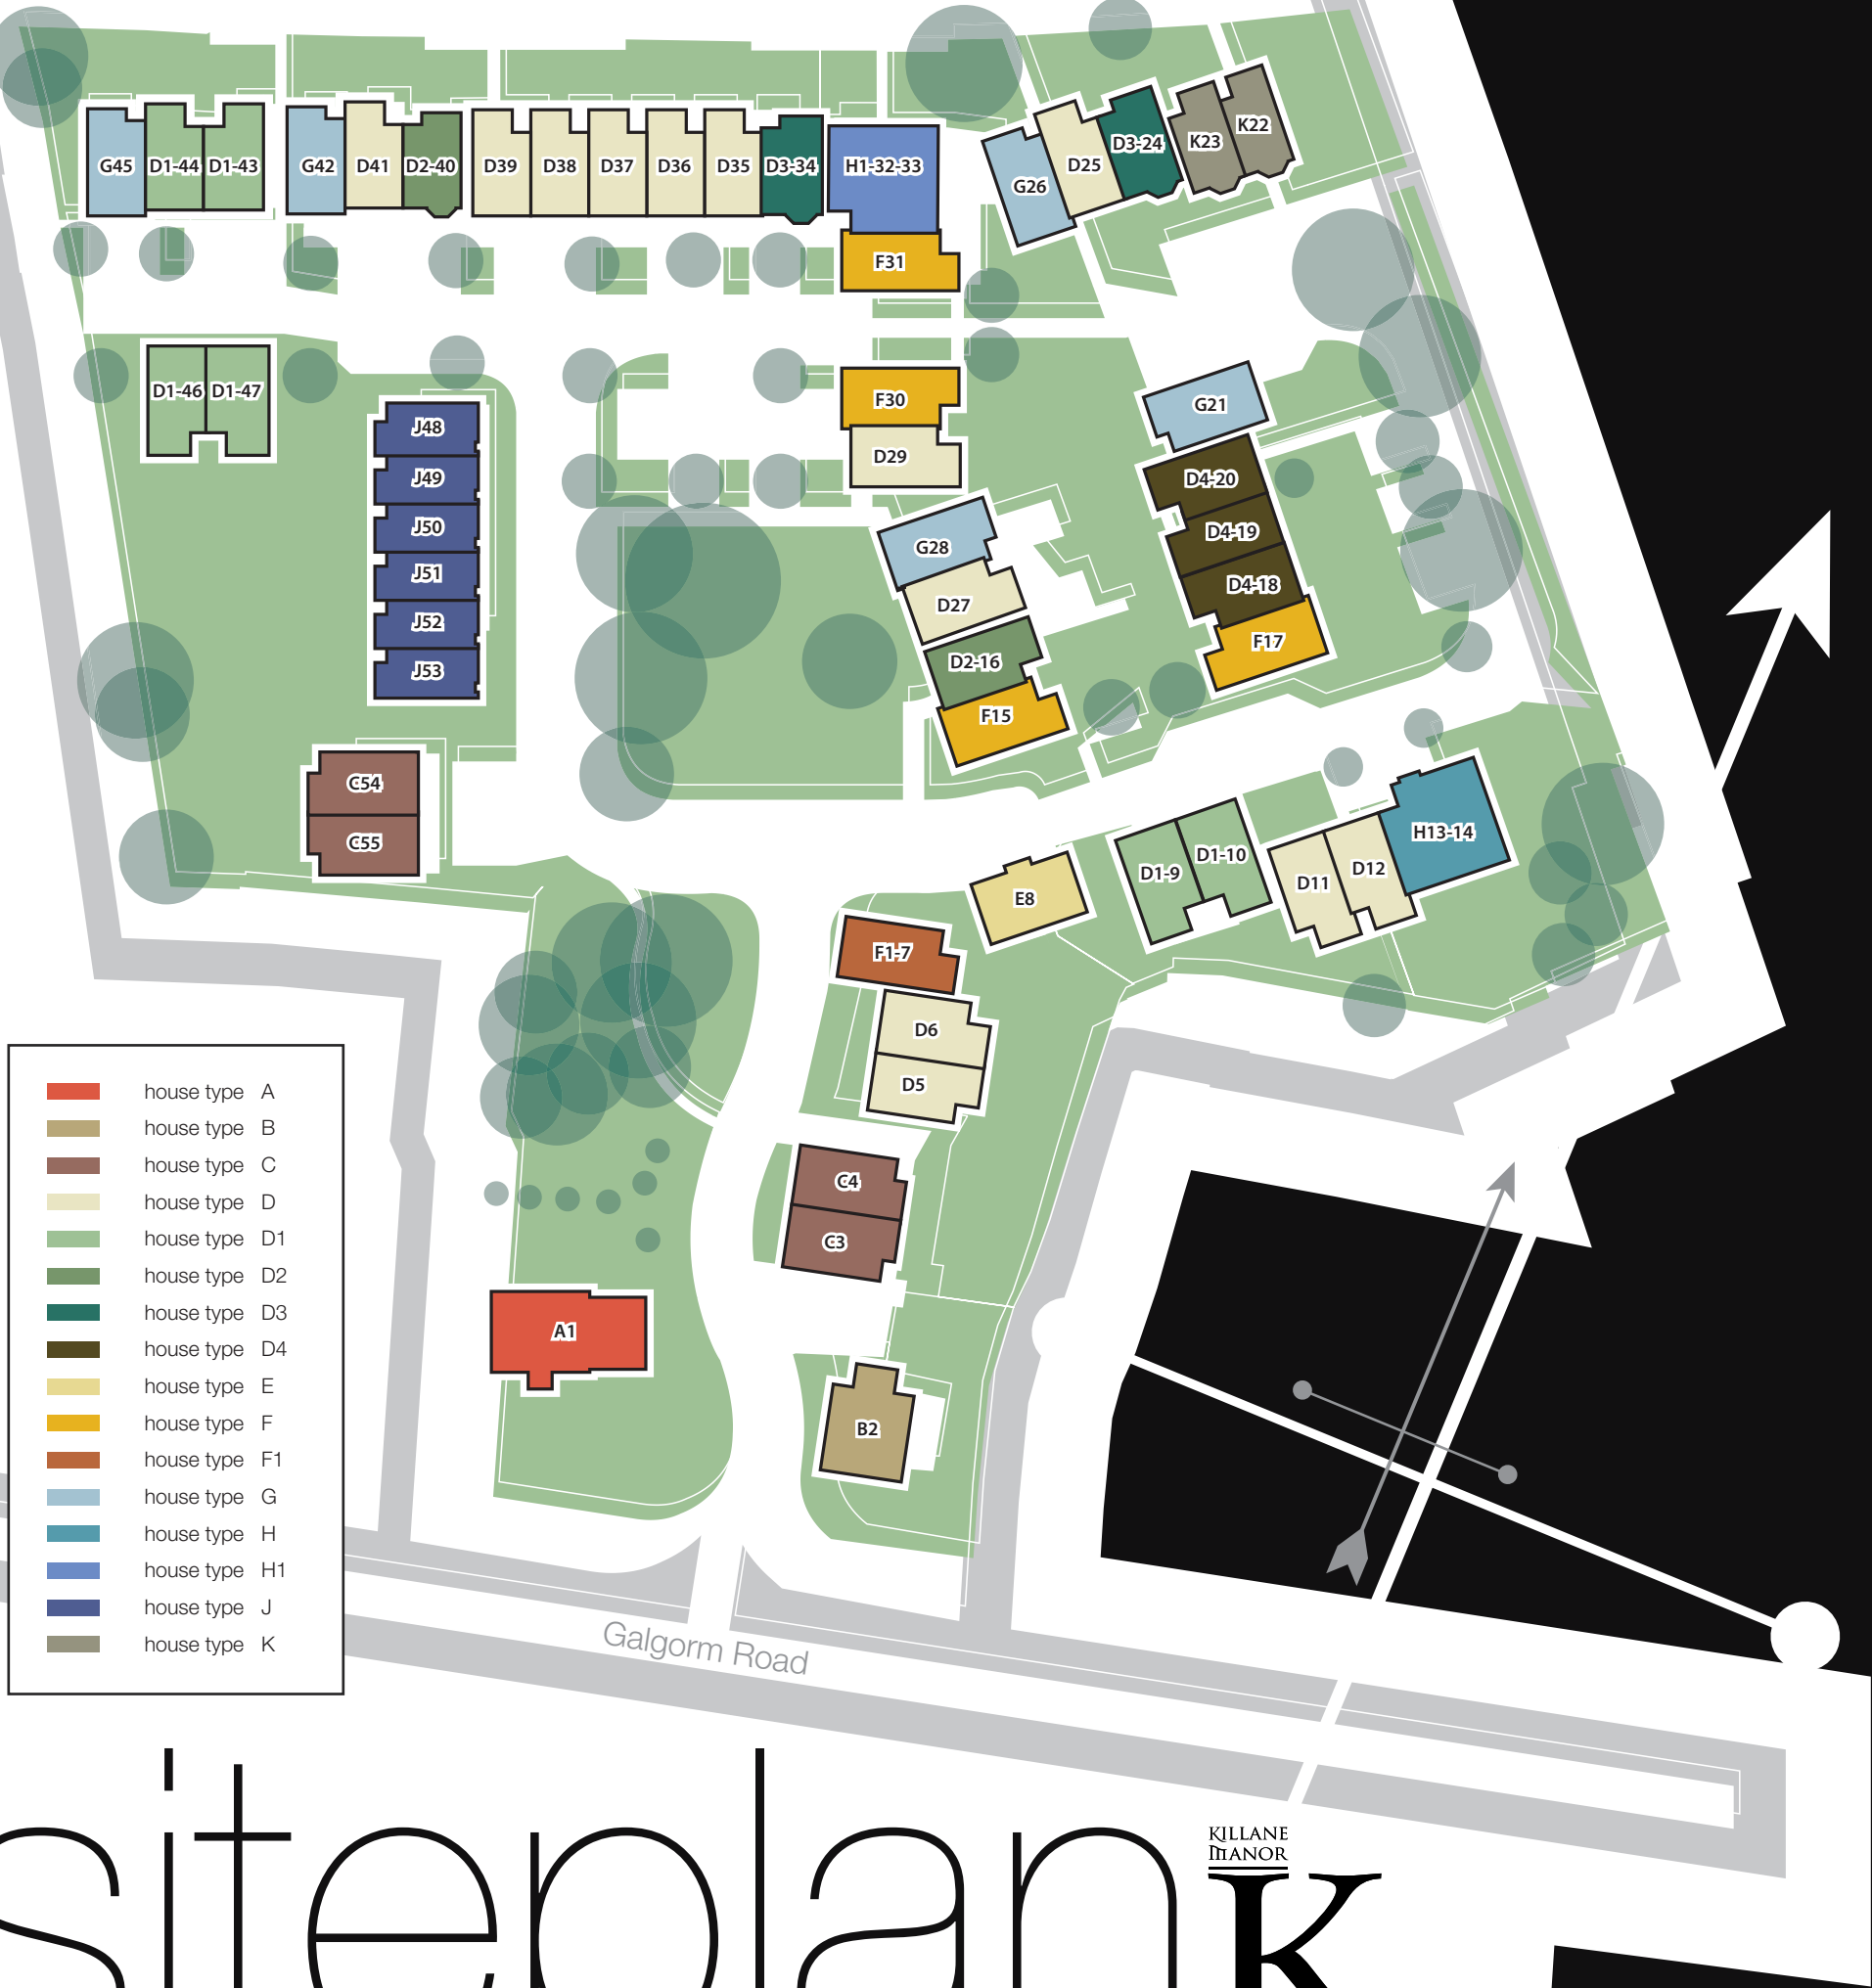 G45 D1-44 D1-43 G42 D41 D2-40 D39 D38 D37 D36 D35 D3-34 H1-32-33
G26 D25 D3-24 K23 K22
F31
D1-46 D1-47
J48
J49
J50
J51
J52
J53
F30
D29
G28
D27
D2-16
F15
G21
D4-20
D4-19
D4-18
F17
C54
C55
E8
D1-9
D1-10
D11
D12
H13-14
F1-7
D6
D5
C4
C3
A1
B2
house type A
house type B
house type C
house type D
house type D1
house type D2
house type D3
house type D4
house type E
house type F
house type F1
house type G
house type H
house type H1
house type J
house type K
Galgorm Road
siteplan
KILLANE
MANOR
K